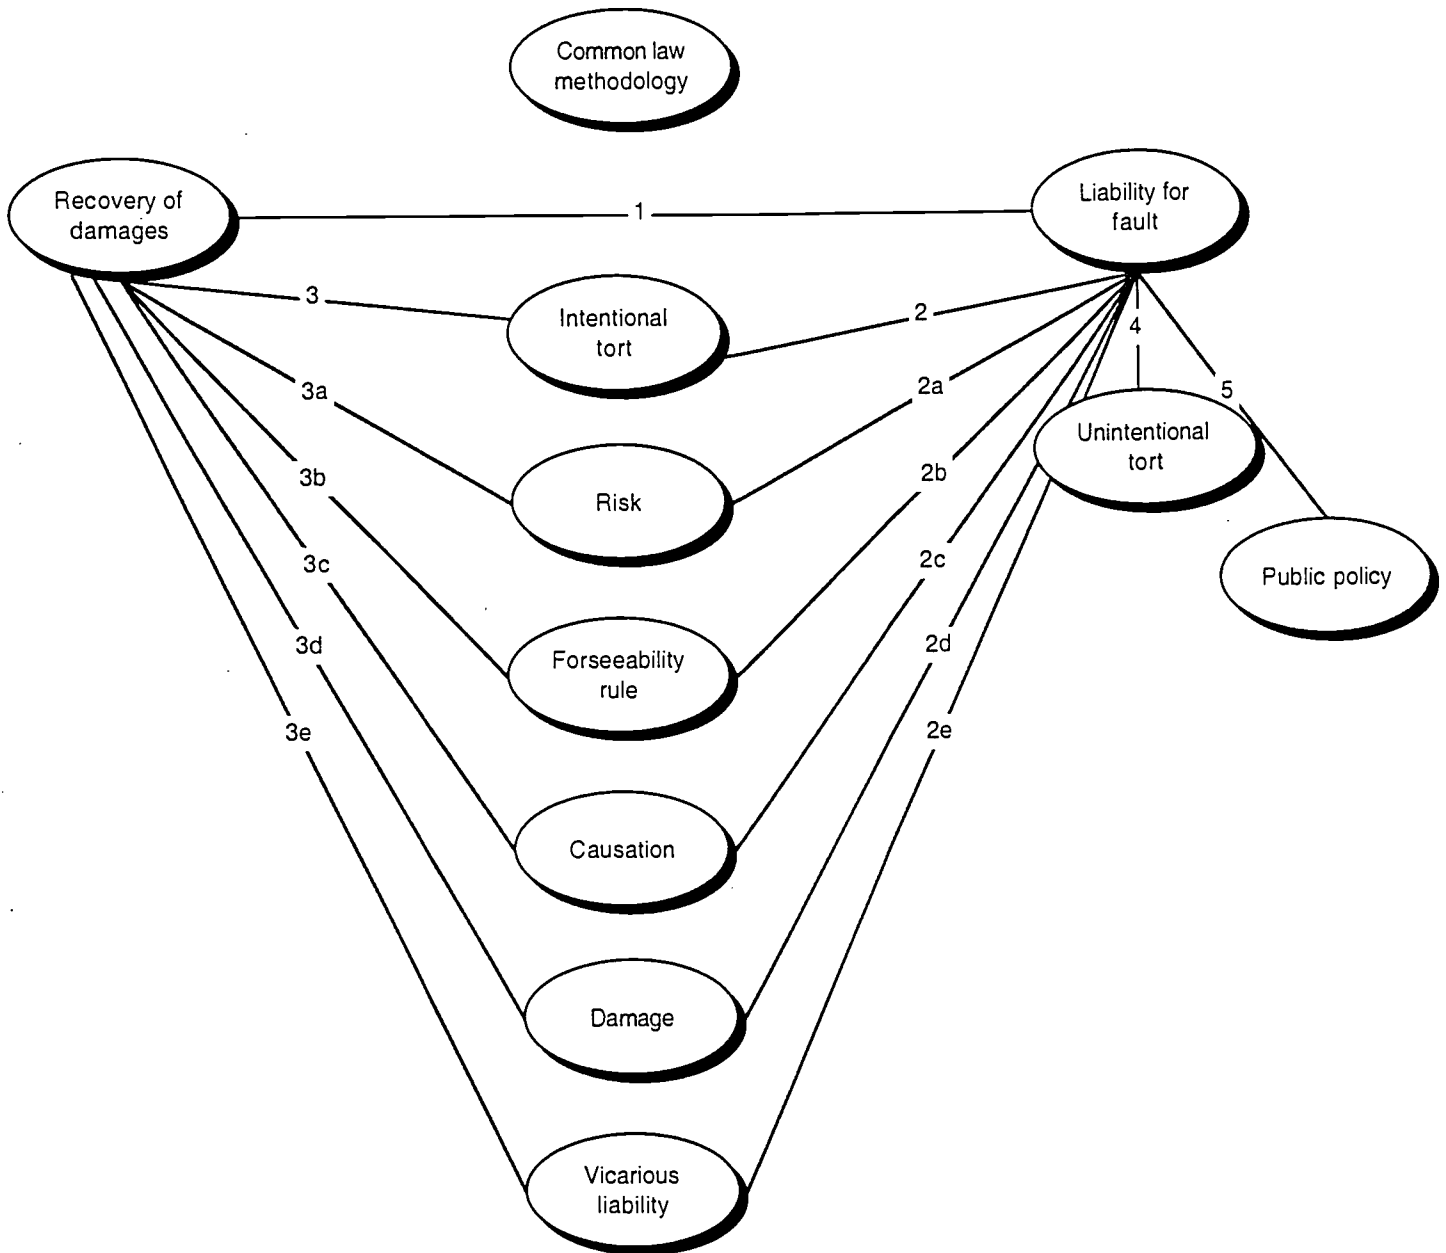 Common law
methodology
Recovery of
damages
1
Liability for
fault
3
Intentional
tort
2
4
3a
Risk
2a
5
Unintentional
tort
3b
2b
Forseeability
rule
3c
2c
Public policy
3d
2d
3e
2e
Causation
Damage
Vicarious
liability